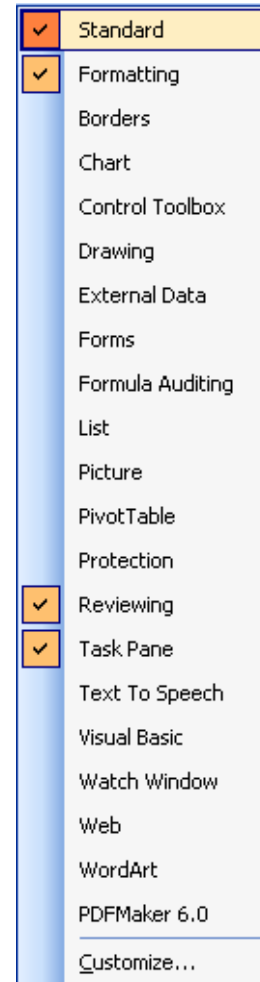 Standard
Formatting
Borders
Chart
Control Toolbox
Drawing
External Data
Forms
Formula Auditing
List
Picture
PivotTable
Protection
Reviewing
Task Pane
Text To Speech
Visual Basic
Watch Window
Web
WordArt
PDFMaker 6.0
Customize...